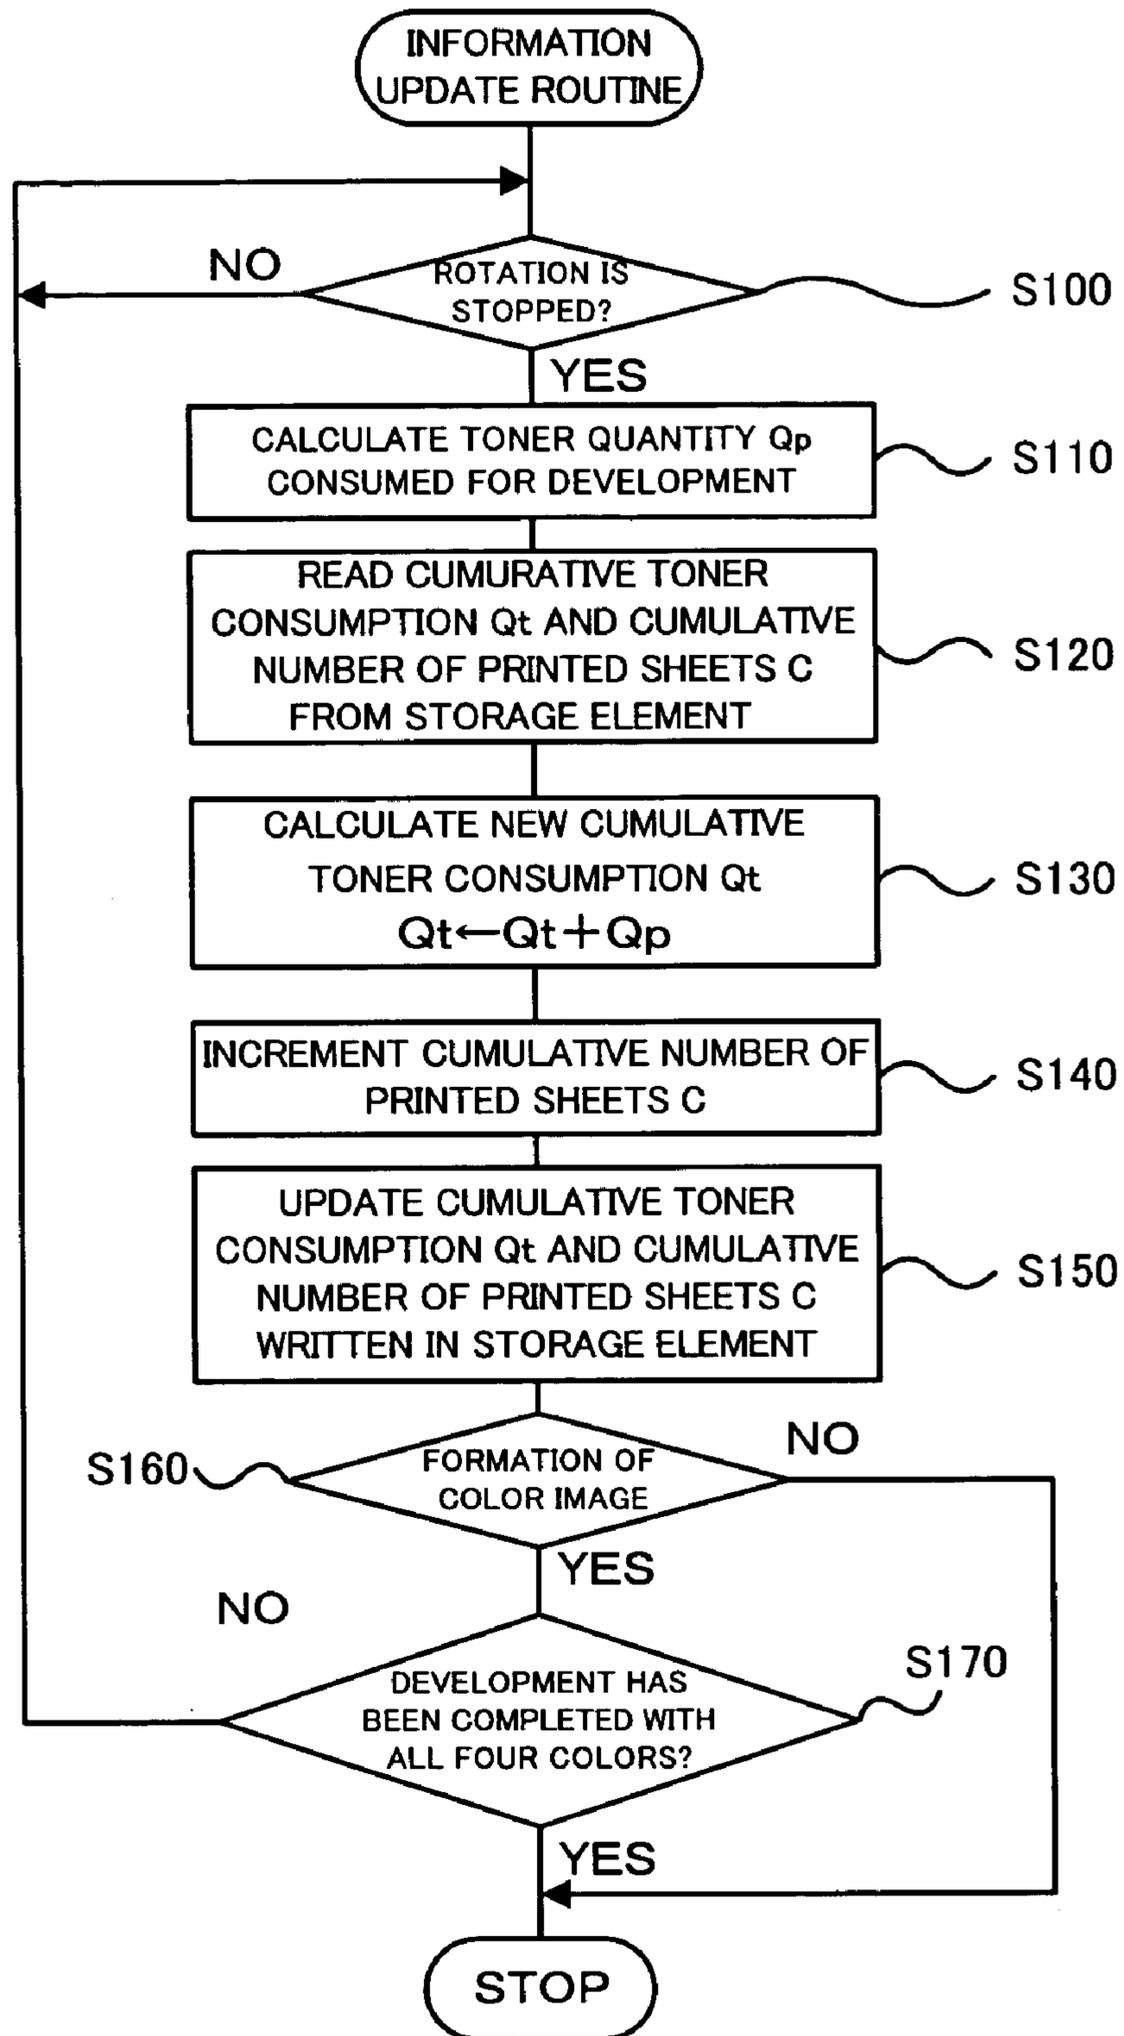 INFORMATION
UPDATE ROUTINE
NO
ROTATION IS
STOPPED?
S100
YES
CALCULATE TONER QUANTITY Qp
CONSUMED FOR DEVELOPMENT
S110
READ CUMURATIVE TONER
CONSUMPTION Qt AND CUMULATIVE
NUMBER OF PRINTED SHEETS C
FROM STORAGE ELEMENT
S120
CALCULATE NEW CUMULATIVE
TONER CONSUMPTION Qt
Qt←Qt+Qp
S130
INCREMENT CUMULATIVE NUMBER OF
PRINTED SHEETS C
S140
UPDATE CUMULATIVE TONER
CONSUMPTION Qt AND CUMULATIVE
NUMBER OF PRINTED SHEETS C
WRITTEN IN STORAGE ELEMENT
S150
S160
FORMATION OF
COLOR IMAGE
NO
YES
NO
DEVELOPMENT HAS
BEEN COMPLETED WITH
ALL FOUR COLORS?
S170
YES
STOP